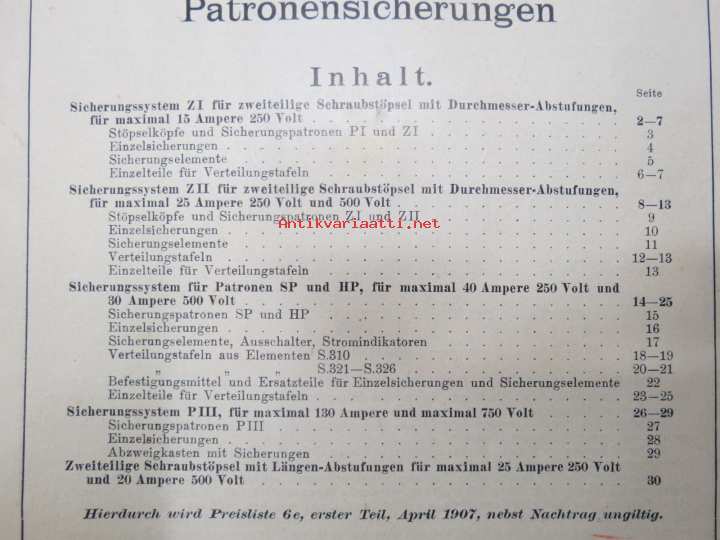 Patronensicherungen
Inhalt.
Seite
Sicherungssystem ZI für zweiteilige Schraubstöpsel mit Durchmesser-Abstufungen,
für maximal 15 Ampere 250 Volt . . . 2—7
Stöpselköpfe und Sicherungspatronen PI und ZI . . . 3
Einzelsicherungen . . . 4
Sicherungselemente . . . 5
Einzelteile für Verteilungstafeln . . . 6—7
Sicherungssystem ZII für zweiteilige Schraubstöpsel mit Durchmesser-Abstufungen,
für maximal 25 Ampere 250 Volt und 500 Volt . . . 8—13
Stöpselköpfe und Sicherungspatronen ZI und ZII . . . 9
Antikvariaatti.net
Einzelsicherungen . . . 10
Sicherungselemente . . . 11
Verteilungstafeln . . . 12—13
Einzelteile für Verteilungstafeln . . . 13
Sicherungssystem für Patronen SP und HP, für maximal 40 Ampere 250 Volt und
30 Ampere 500 Volt . . . 14—25
Sicherungspatronen SP und HP . . . 15
Einzelsicherungen . . . 16
Sicherungselemente, Ausschalter, Stromindikatoren . . . 17
Verteilungstafeln aus Elementen S.310 . . . 18—19
„ „ „ S.321—S.326 . . . 20—21
Befestigungsmittel und Ersatzteile für Einzelsicherungen und Sicherungselemente 22
Einzelteile für Verteilungstafeln . . . 23—25
Sicherungssystem PIII, für maximal 130 Ampere und maximal 750 Volt . . . 26—29
Sicherungspatronen PIII . . . 27
Einzelsicherungen . . . 28
Abzweigkasten mit Sicherungen . . . 29
Zweiteilige Schraubstöpsel mit Längen-Abstufungen für maximal 25 Ampere 250 Volt
und 20 Ampere 500 Volt . . . 30
Hierdurch wird Preisliste 6e, erster Teil, April 1907, nebst Nachtrag ungiltig.